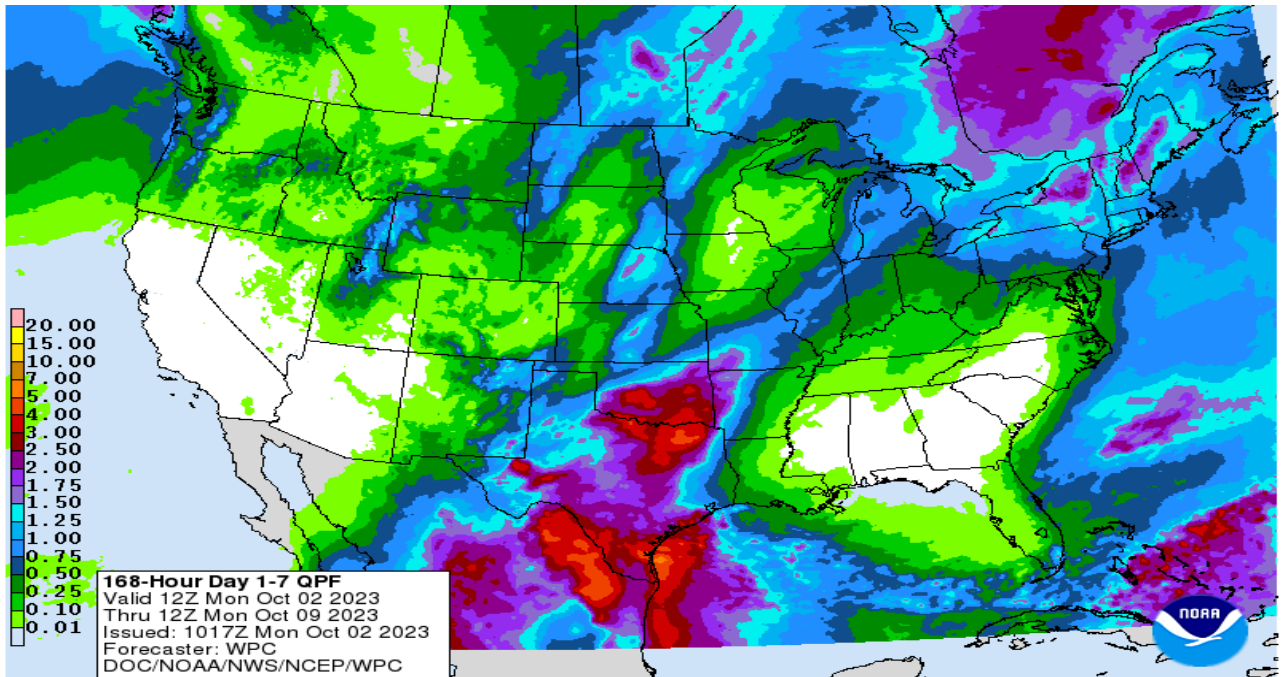 20.00
15.00
10.00
7.00
5.00
4.00
3.00
2.50
2.00
1.75
1.50
1.25
1.00
0.75
0.50
0.25
0.10
0.01
168-Hour Day 1-7 QPF
Valid 12Z Mon Oct 02 2023
Thru 12Z Mon Oct 09 2023
Issued: 1017Z Mon Oct 02 2023
Forecaster: WPC
DOC/NOAA/NWS/NCEP/WPC
NOAA